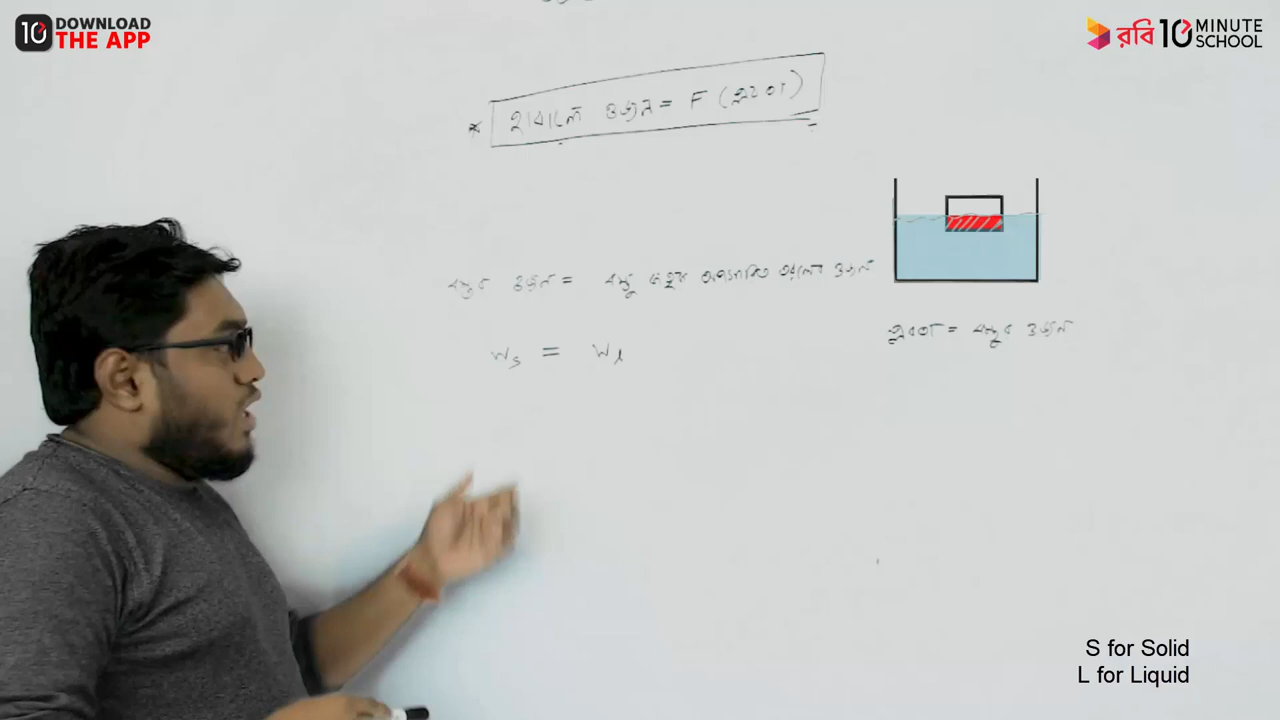 10 DOWNLOAD
THE APP
রবি 10 MINUTE
SCHOOL
* হারানো ওজন = F (প্লবতা)
বস্তুর ওজন = বস্তু কর্তৃক অপসারিত তরলের ওজন
প্লবতা = বস্তুর ওজন
Ws = Wl
S for Solid
L for Liquid